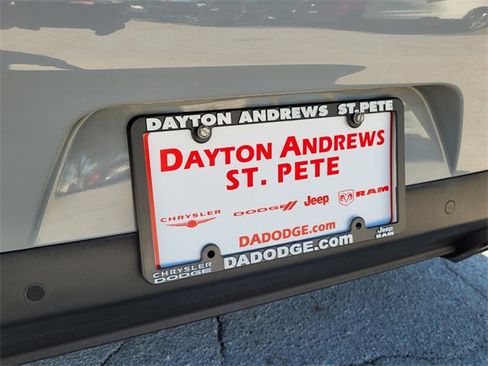 DAYTON ANDREWS ST. PETE
DAYTON ANDREWS
ST. PETE
CHRYSLER DODGE Jeep RAM
DADODGE.com
CHRYSLER DADODGE.com Jeep
DODGE RAM